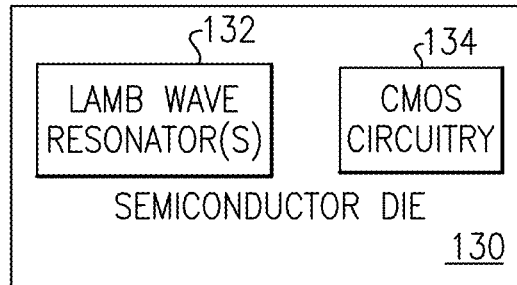 132
134
LAMB WAVE
RESONATOR(S)
CMOS
CIRCUITRY
SEMICONDUCTOR DIE
130